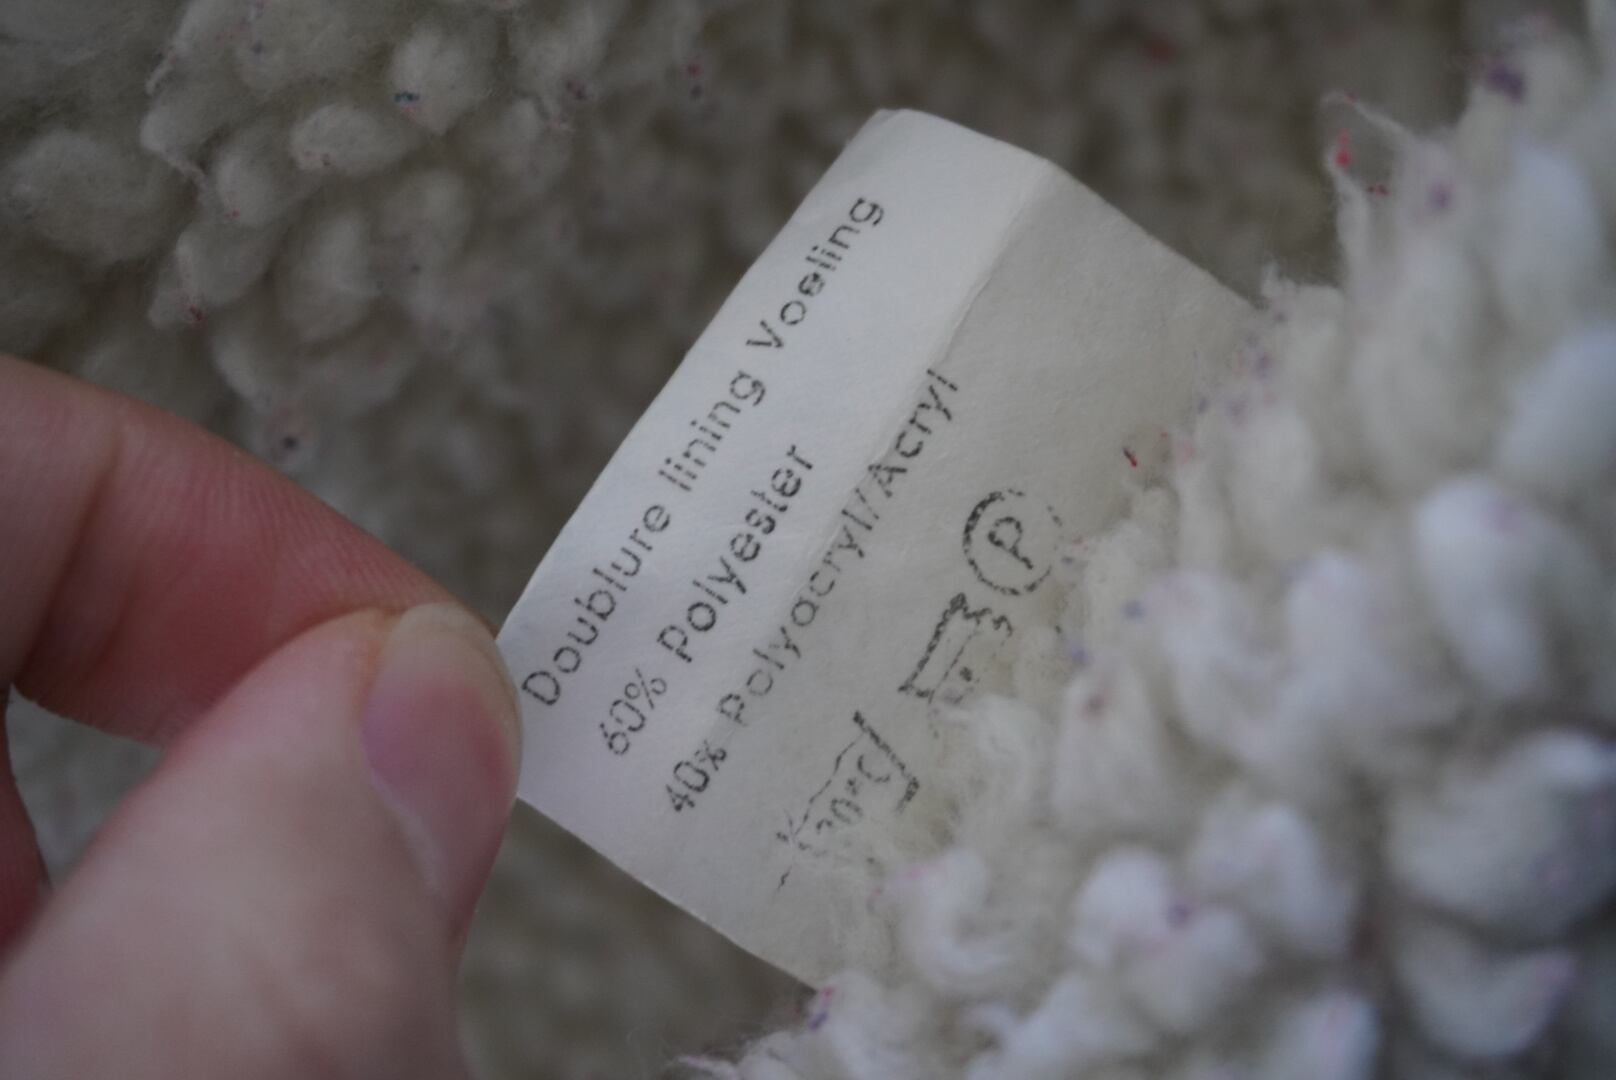 Doublure lining Voeling
60% Polyester
40% Polyacryl/Acryl
P